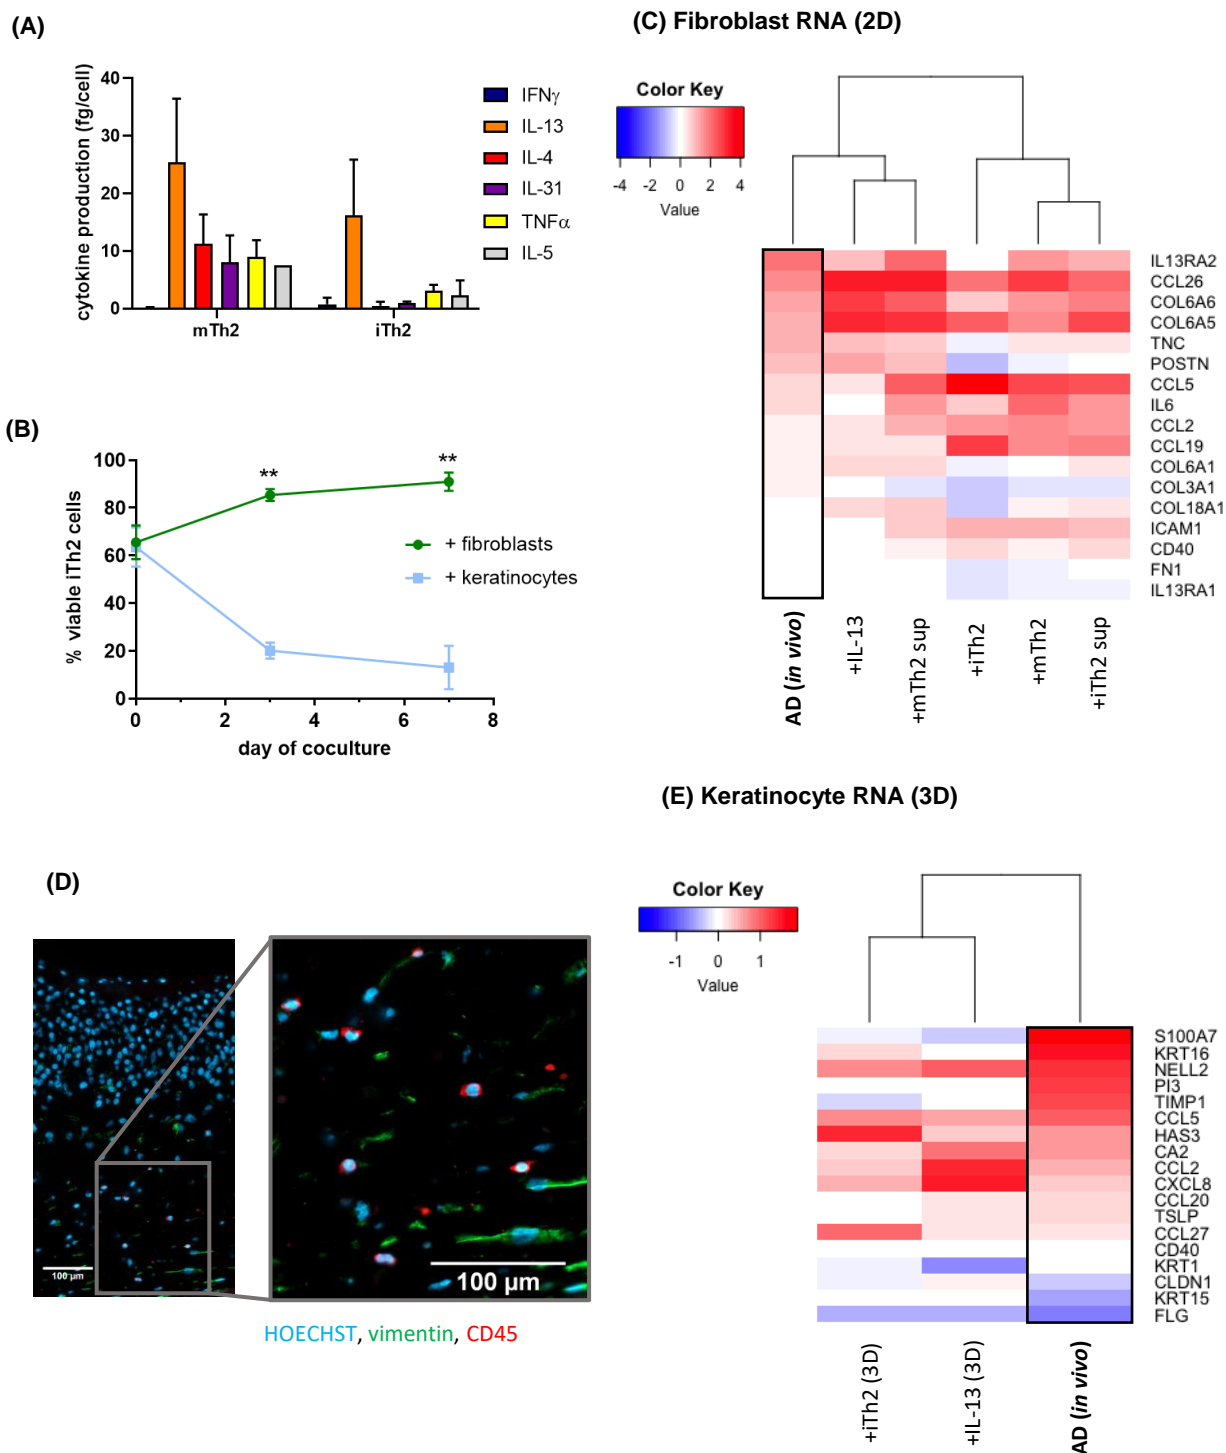 (A)
cytokine production (fg/cell)
40
30
20
10
0
mTh2
iTh2
IFNγ
IL-13
IL-4
IL-31
TNFα
IL-5
(B)
% viable iTh2 cells
100
80
60
40
20
0
**
**
+ fibroblasts
+ keratinocytes
0 2 4 6 8
day of coculture
(C) Fibroblast RNA (2D)
Color Key
-4 -2 0 2 4
Value
IL13RA2
CCL26
COL6A6
COL6A5
TNC
POSTN
CCL5
IL6
CCL2
CCL19
COL6A1
COL3A1
COL18A1
ICAM1
CD40
FN1
IL13RA1
AD (in vivo)
+IL-13
+mTh2 sup
+iTh2
+mTh2
+iTh2 sup
(D)
100 µm
100 µm
HOECHST, vimentin, CD45
(E) Keratinocyte RNA (3D)
Color Key
-1 0 1
Value
S100A7
KRT16
NELL2
PI3
TIMP1
CCL5
HAS3
CA2
CCL2
CXCL8
CCL20
TSLP
CCL27
CD40
KRT1
CLDN1
KRT15
FLG
+iTh2 (3D)
+IL-13 (3D)
AD (in vivo)